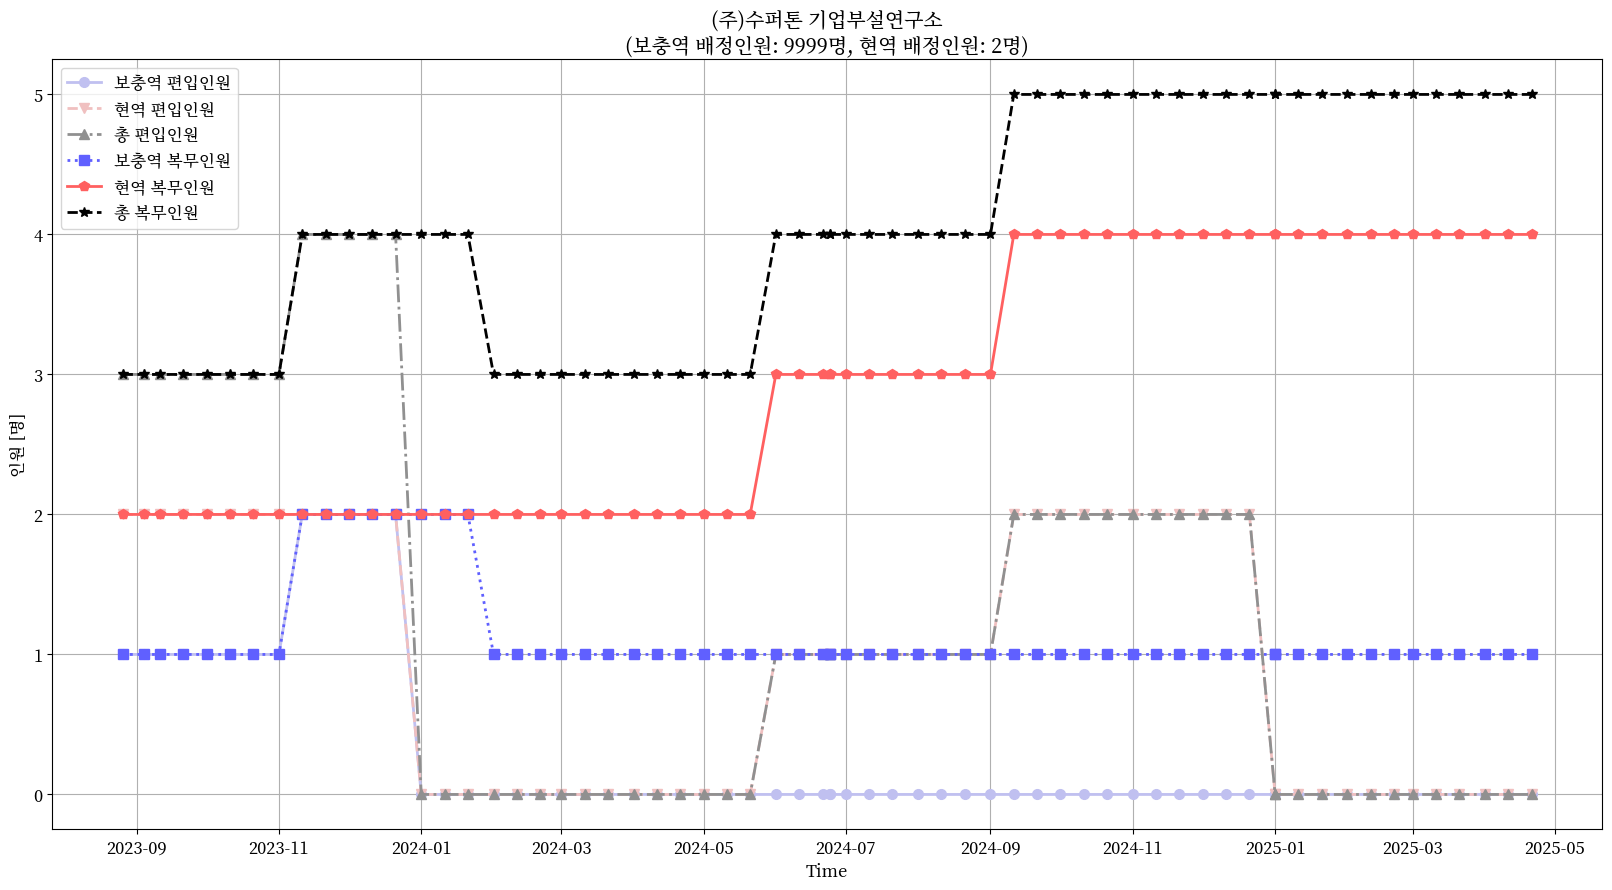 (주)수퍼톤 기업부설연구소
(보충역 배정인원: 9999명, 현역 배정인원: 2명)
보충역 편입인원
현역 편입인원
총 편입인원
보충역 복무인원
현역 복무인원
총 복무인원
5
4
3
2
1
0
인원 [명]
2023-09
2023-11
2024-01
2024-03
2024-05
2024-07
2024-09
2024-11
2025-01
2025-03
2025-05
Time